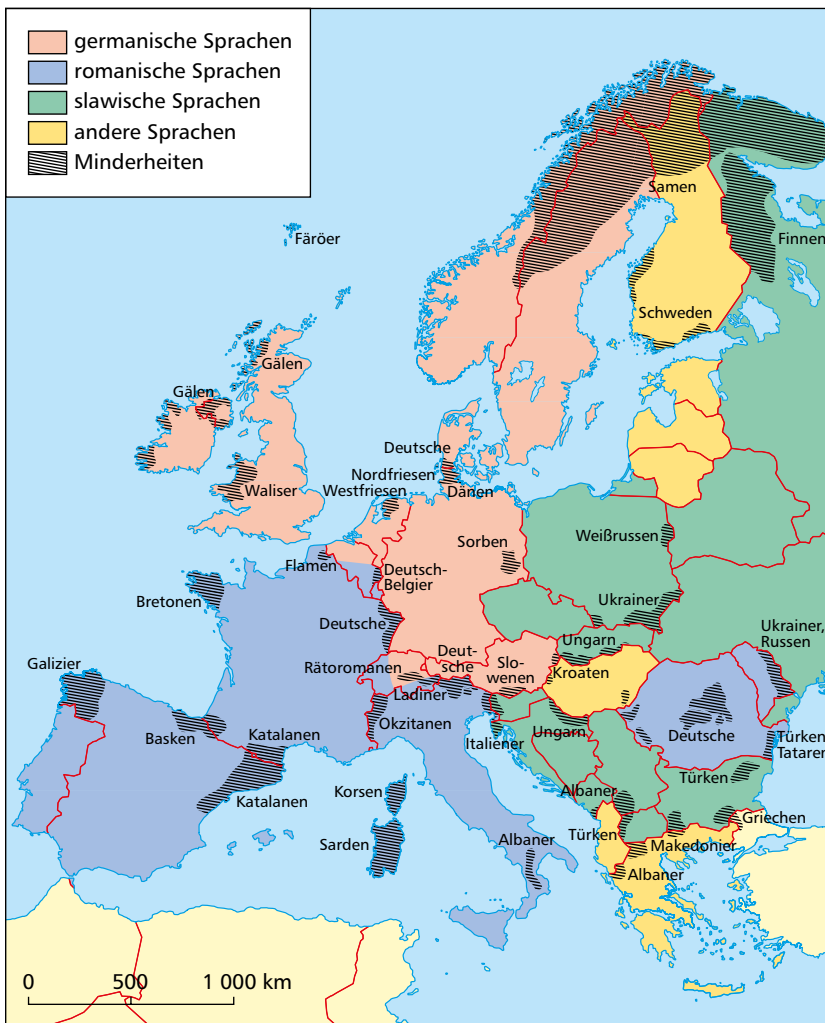 germanische Sprachen
romanische Sprachen
slawische Sprachen
andere Sprachen
Minderheiten
Samen
Färöer
Finnen
Schweden
Gälen
Gälen
Deutsche
Nordfriesen
Waliser
Westfriesen
Dänen
Weißrussen
Sorben
Flamen
Deutsch-
Belgier
Bretonen
Ukrainer
Deutsche
Ukrainer,
Russen
Ungarn
Deut-
sche
Slo-
wenen
Galizier
Rätoromanen
Kroaten
Ladiner
Okzitanen
Ungarn
Deutsche
Türken
Tataren
Basken
Katalanen
Italiener
Türken
Korsen
Albaner
Katalanen
Griechen
Sarden
Albaner
Türken
Makedonier
Albaner
0 500 1 000 km